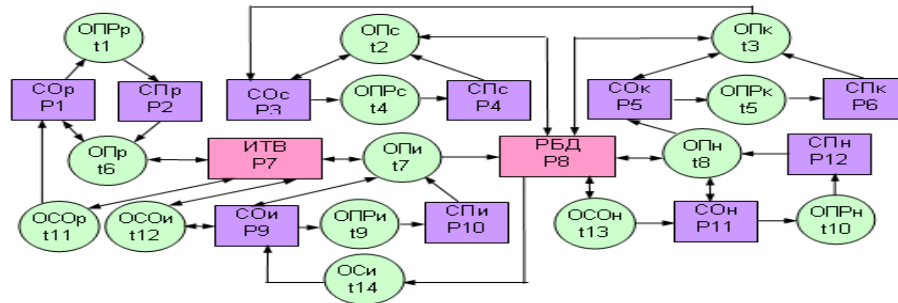 ОПРр
t1
ОПс
t2
ОПк
t3
СОр
P1
СПр
P2
СОс
P3
ОПРс
t4
СПс
P4
СОк
P5
ОПРк
t5
СПк
P6
ОПр
t6
ИТВ
P7
ОПи
t7
РБД
P8
ОПн
t8
СПн
P12
ОСОр
t11
ОСОи
t12
СОи
P9
ОПРи
t9
СПи
P10
ОСОн
t13
СОн
P11
ОПРн
t10
ОСи
t14